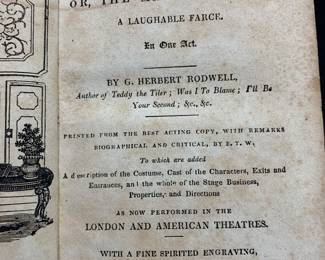 OR, THE
A LAUGHABLE FARCE.
In One Act.
BY G. HERBERT RODWELL,
Author of Teddy the Tiler; Was I To Blame; I'll Be
Your Second; &c., &c.
PRINTED FROM THE BEST ACTING COPY, WITH REMARKS
BIOGRAPHICAL AND CRITICAL, BY E. T. W.
To which are added
A description of the Costume, Cast of the Characters, Exits and
Entrances, and the whole of the Stage Business,
Properties, and Directions
AS NOW PERFORMED IN THE
LONDON AND AMERICAN THEATRES.
WITH A FINE SPIRITED ENGRAVING,